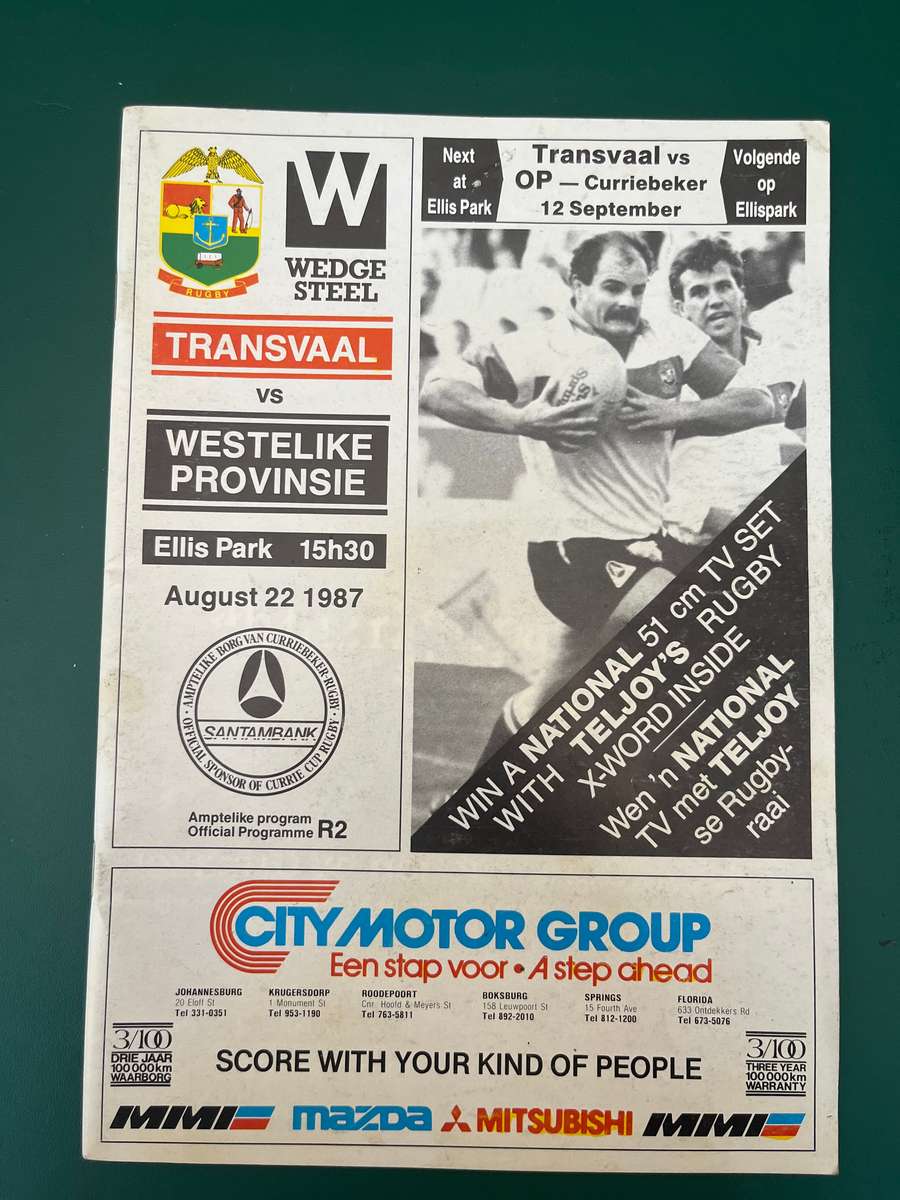 RUGBY
W
WEDGE
STEEL
TRANSVAAL
vs
WESTELIKE
PROVINSIE
Ellis Park 15h30
August 22 1987
AMPTELIKE BORG VAN CURRIEBEKER-RUGBY
SANTAMBANK
OFFICIAL SPONSOR OF CURRIE CUP RUGBY
Amptelike program
Official Programme R2
Next
at
Ellis Park
Transvaal vs
OP — Curriebeker
12 September
Volgende
op
Ellispark
WIN A NATIONAL 51 cm TV SET
WITH TELJOY'S RUGBY
X-WORD INSIDE
Wen 'n NATIONAL
TV met TELJOY
se Rugby-
raai
CITY MOTOR GROUP
Een stap voor • A step ahead
JOHANNESBURG
20 Eloff St
Tel 331-0351
KRUGERSDORP
1 Monument St
Tel 953-1190
ROODEPOORT
Cnr Hoofd & Meyers St
Tel 763-5811
BOKSBURG
158 Leuwpoort St
Tel 892-2010
SPRINGS
15 Fourth Ave
Tel 812-1200
FLORIDA
633 Ontdekkers Rd
Tel 673-5076
3/100
DRIE JAAR
100 000km
WAARBORG
SCORE WITH YOUR KIND OF PEOPLE
3/100
THREE YEAR
100 000km
WARRANTY
MMI mazda MITSUBISHI MMI